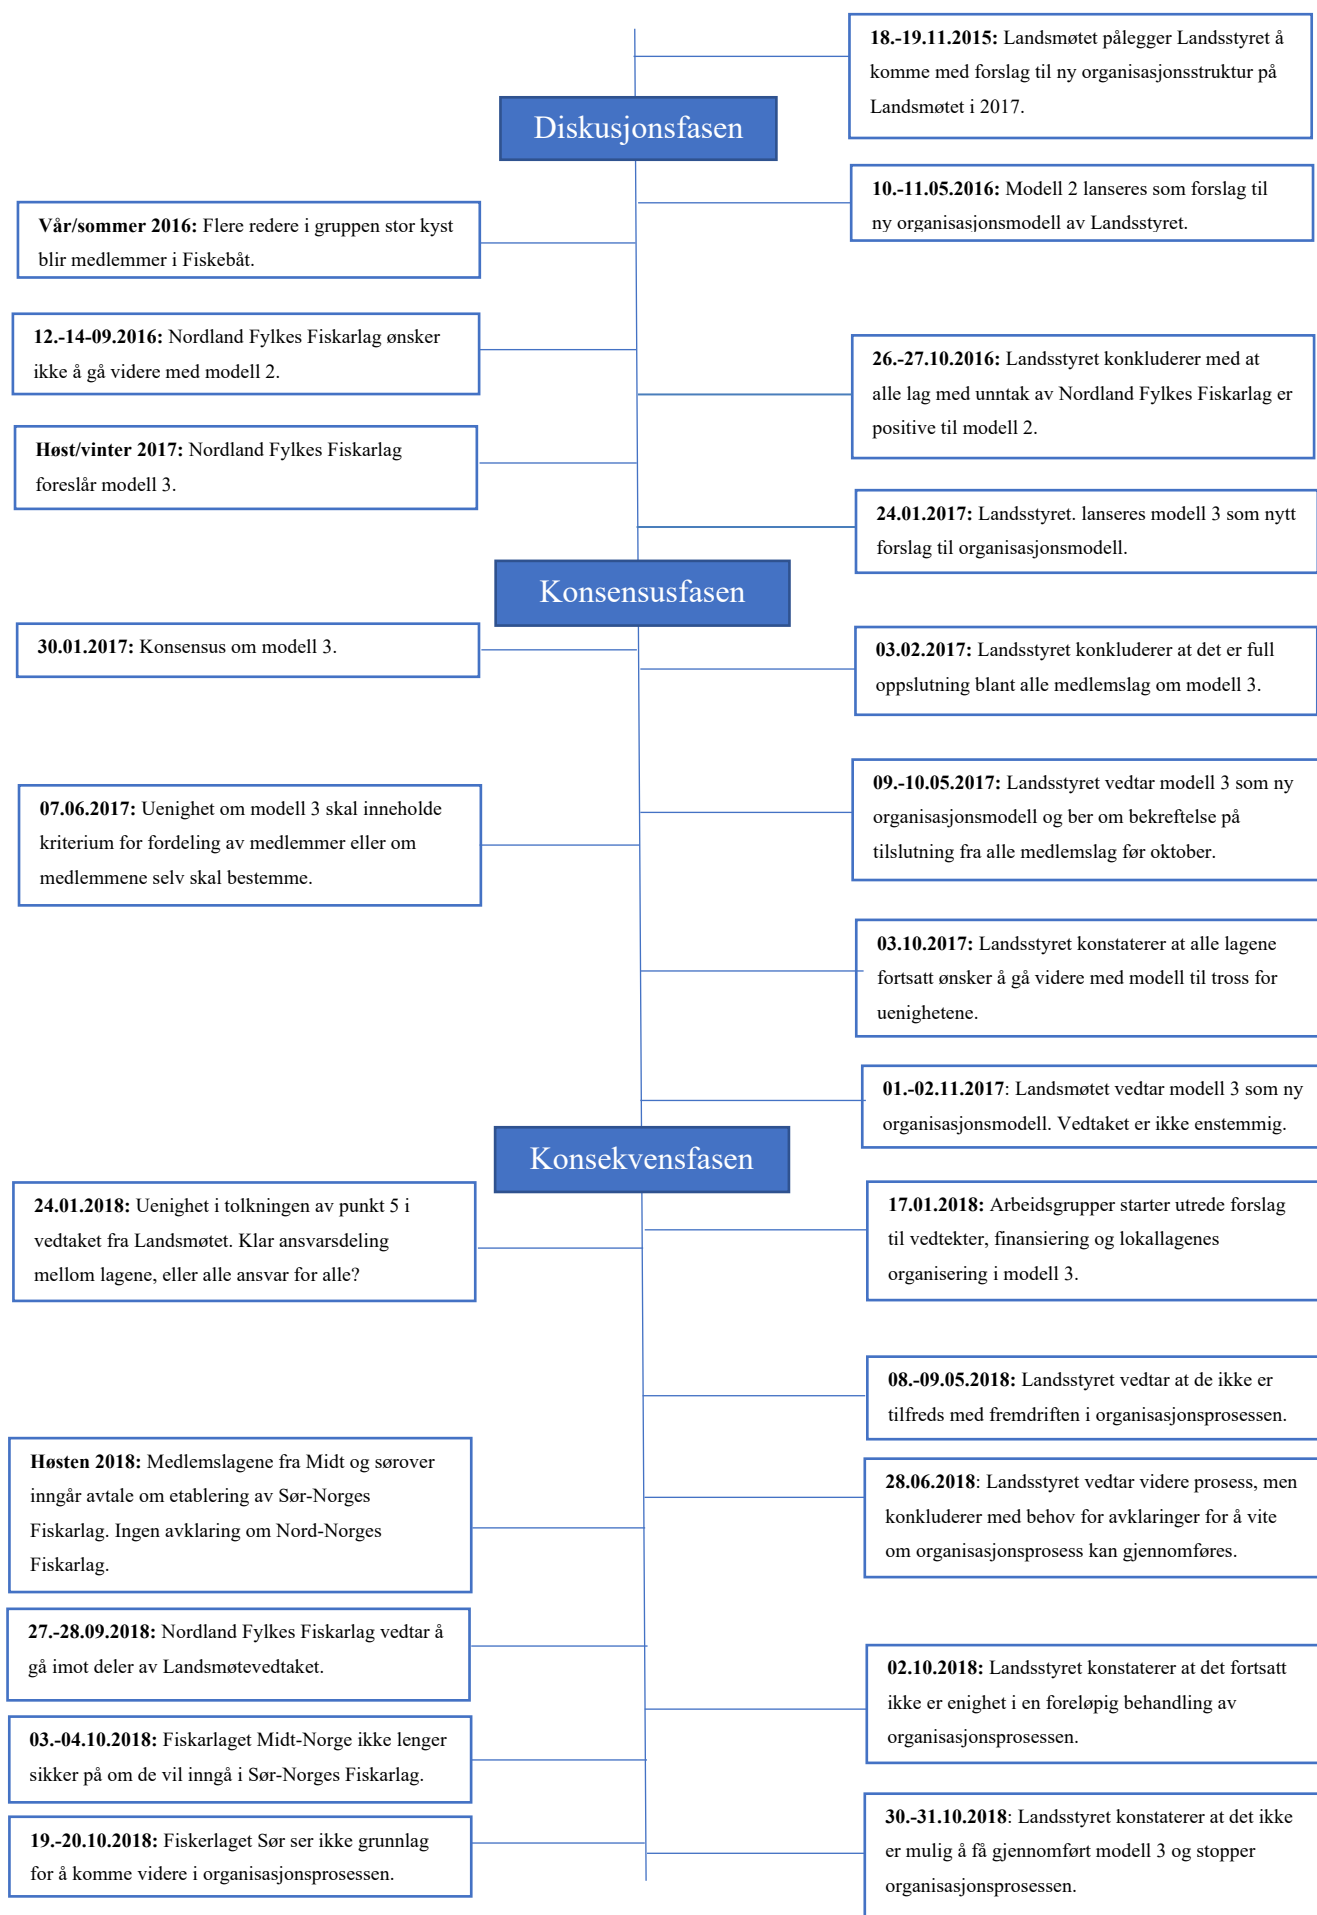 18.-19.11.2015: Landsmøtet pålegger Landsstyret å
komme med forslag til ny organisasjonsstruktur på
Landsmøtet i 2017.
Diskusjonsfasen
10.-11.05.2016: Modell 2 lanseres som forslag til
ny organisasjonsmodell av Landsstyret.
Vår/sommer 2016: Flere redere i gruppen stor kyst
blir medlemmer i Fiskebåt.
12.-14-09.2016: Nordland Fylkes Fiskarlag ønsker
ikke å gå videre med modell 2.
26.-27.10.2016: Landsstyret konkluderer med at
alle lag med unntak av Nordland Fylkes Fiskarlag er
positive til modell 2.
Høst/vinter 2017: Nordland Fylkes Fiskarlag
foreslår modell 3.
24.01.2017: Landsstyret. lanseres modell 3 som nytt
forslag til organisasjonsmodell.
Konsensusfasen
30.01.2017: Konsensus om modell 3.
03.02.2017: Landsstyret konkluderer at det er full
oppslutning blant alle medlemslag om modell 3.
09.-10.05.2017: Landsstyret vedtar modell 3 som ny
organisasjonsmodell og ber om bekreftelse på
tilslutning fra alle medlemslag før oktober.
07.06.2017: Uenighet om modell 3 skal inneholde
kriterium for fordeling av medlemmer eller om
medlemmene selv skal bestemme.
03.10.2017: Landsstyret konstaterer at alle lagene
fortsatt ønsker å gå videre med modell til tross for
uenighetene.
01.-02.11.2017: Landsmøtet vedtar modell 3 som ny
organisasjonsmodell. Vedtaket er ikke enstemmig.
Konsekvensfasen
24.01.2018: Uenighet i tolkningen av punkt 5 i
vedtaket fra Landsmøtet. Klar ansvarsdeling
mellom lagene, eller alle ansvar for alle?
17.01.2018: Arbeidsgrupper starter utrede forslag
til vedtekter, finansiering og lokallagenes
organisering i modell 3.
08.-09.05.2018: Landsstyret vedtar at de ikke er
tilfreds med fremdriften i organisasjonsprosessen.
Høsten 2018: Medlemslagene fra Midt og sørover
inngår avtale om etablering av Sør-Norges
Fiskarlag. Ingen avklaring om Nord-Norges
Fiskarlag.
28.06.2018: Landsstyret vedtar videre prosess, men
konkluderer med behov for avklaringer for å vite
om organisasjonsprosess kan gjennomføres.
27.-28.09.2018: Nordland Fylkes Fiskarlag vedtar å
gå imot deler av Landsmøtevedtaket.
02.10.2018: Landsstyret konstaterer at det fortsatt
ikke er enighet i en foreløpig behandling av
organisasjonsprosessen.
03.-04.10.2018: Fiskarlaget Midt-Norge ikke lenger
sikker på om de vil inngå i Sør-Norges Fiskarlag.
19.-20.10.2018: Fiskerlaget Sør ser ikke grunnlag
for å komme videre i organisasjonsprosessen.
30.-31.10.2018: Landsstyret konstaterer at det ikke
er mulig å få gjennomført modell 3 og stopper
organisasjonsprosessen.